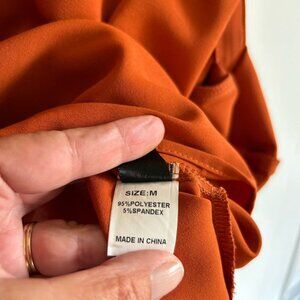 SIZE:M
95%POLYESTER
5%SPANDEX
MADE IN CHINA